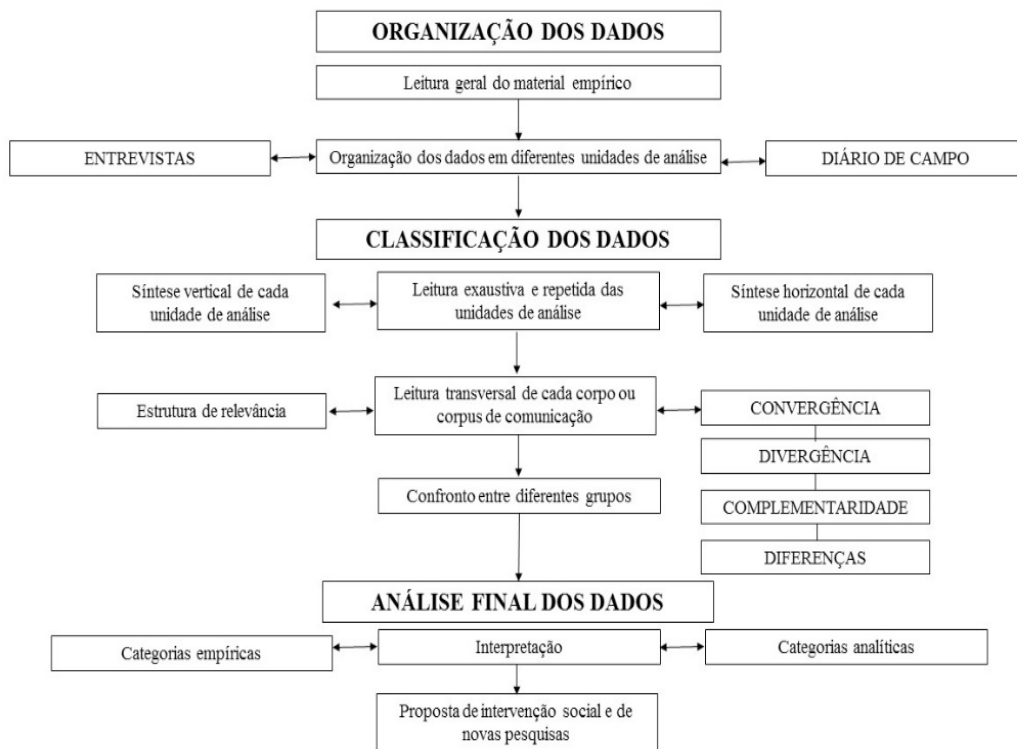 ORGANIZAÇÃO DOS DADOS
Leitura geral do material empírico
ENTREVISTAS
Organização dos dados em diferentes unidades de análise
DIÁRIO DE CAMPO
CLASSIFICAÇÃO DOS DADOS
Síntese vertical de cada
unidade de análise
Leitura exaustiva e repetida das
unidades de análise
Síntese horizontal de cada
unidade de análise
Estrutura de relevância
Leitura transversal de cada corpo ou
corpus de comunicação
CONVERGÊNCIA
DIVERGÊNCIA
COMPLEMENTARIDADE
DIFERENÇAS
Confronto entre diferentes grupos
ANÁLISE FINAL DOS DADOS
Categorias empíricas
Interpretação
Categorias analíticas
Proposta de intervenção social e de
novas pesquisas